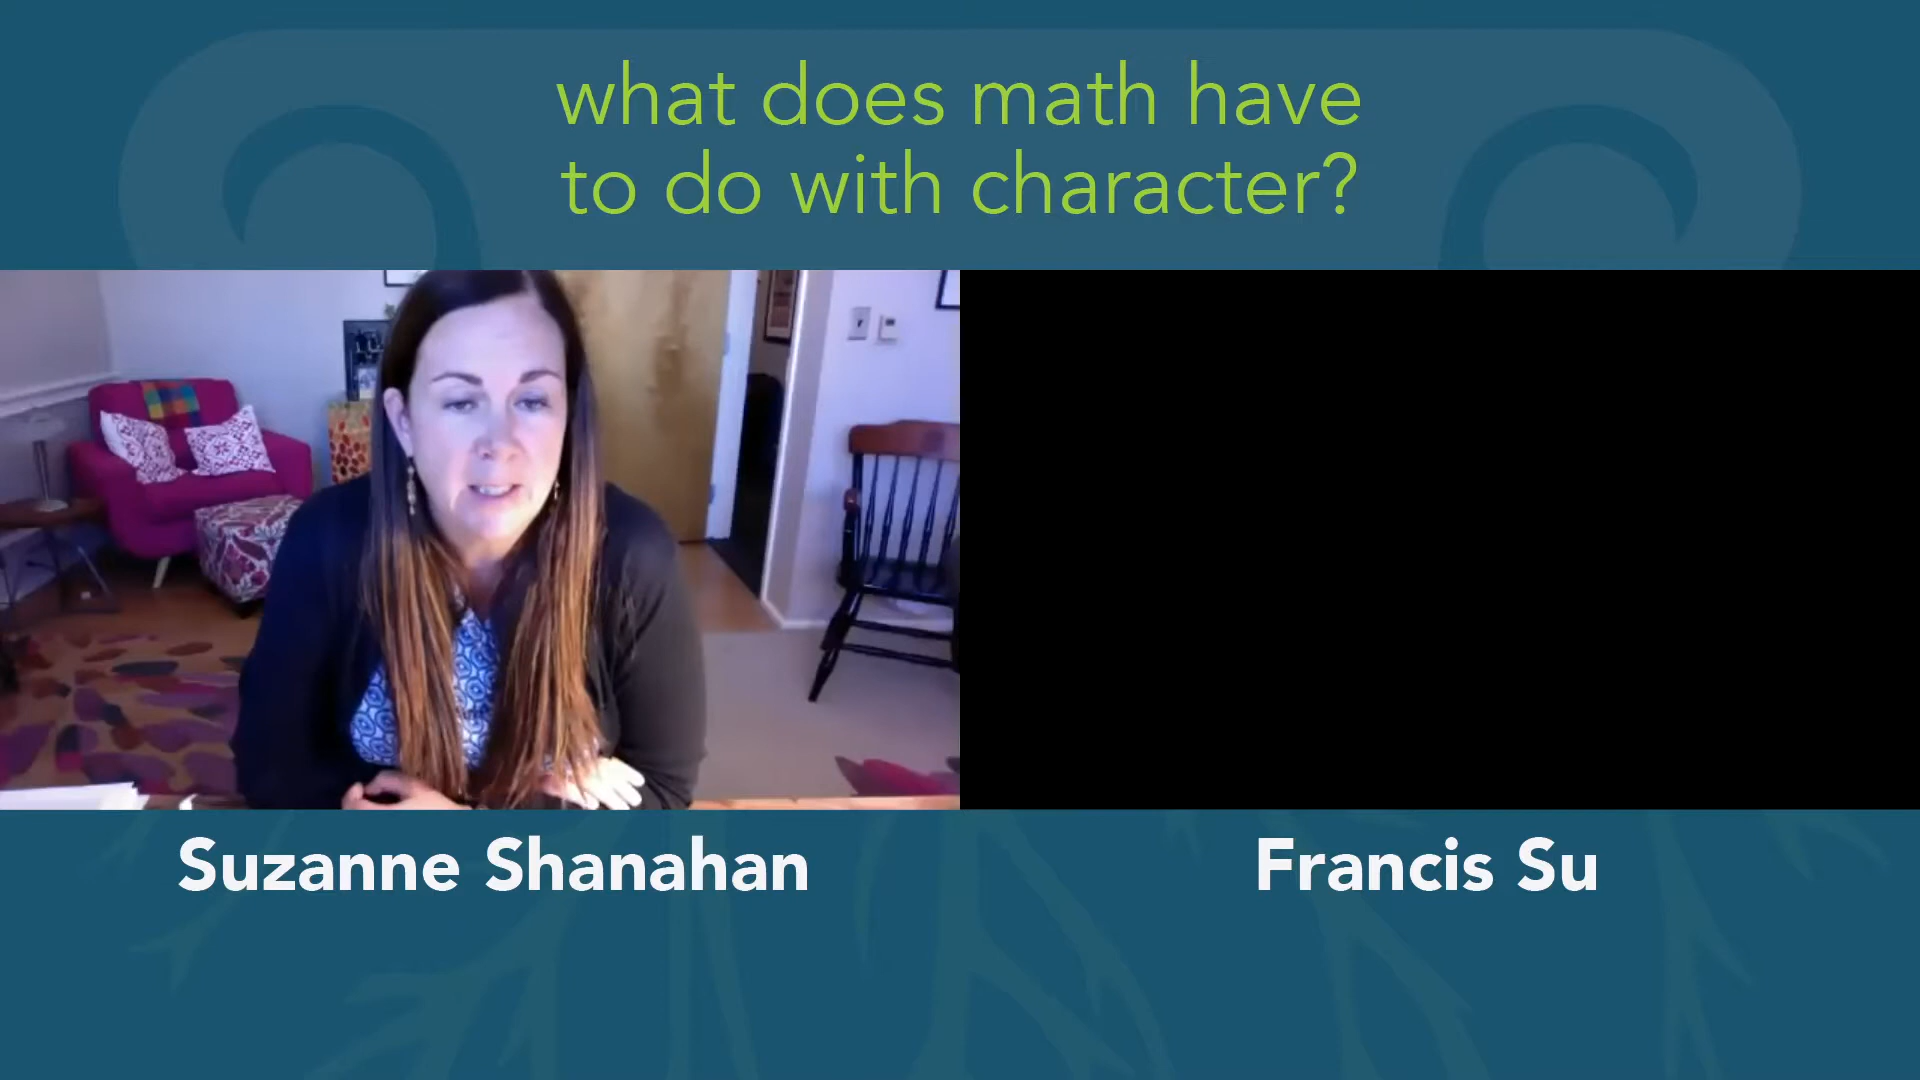 what does math have
to do with character?
Suzanne Shanahan
Francis Su